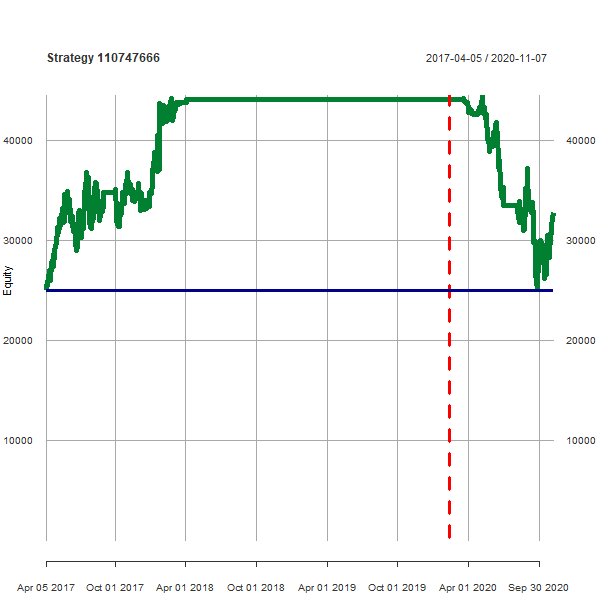 Strategy 110747666
2017-04-05 / 2020-11-07
40000
40000
30000
30000
Equity
20000
20000
10000
10000
Apr 05 2017
Oct 01 2017
Apr 01 2018
Oct 01 2018
Apr 01 2019
Oct 01 2019
Apr 01 2020
Sep 30 2020